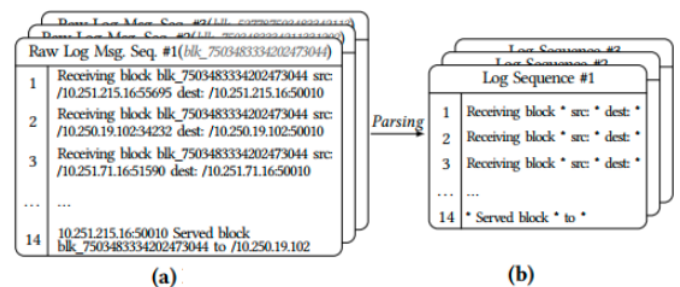 Raw Log Msg. Seq. #1(blk_7503483334202473044)
1 Receiving block blk_7503483334202473044 src:
/10.251.215.16:55695 dest: /10.251.215.16:50010
2 Receiving block blk_7503483334202473044 src:
/10.250.19.102:34232 dest: /10.250.19.102:50010
3 Receiving block blk_7503483334202473044 src:
/10.251.71.16:51590 dest: /10.251.71.16:50010
... ...
14 10.251.215.16:50010 Served block
blk_7503483334202473044 to /10.250.19.102
(a)
Parsing
Log Sequence #1
1 Receiving block * src: * dest: *
2 Receiving block * src: * dest: *
3 Receiving block * src: * dest: *
... ...
14 * Served block * to *
(b)